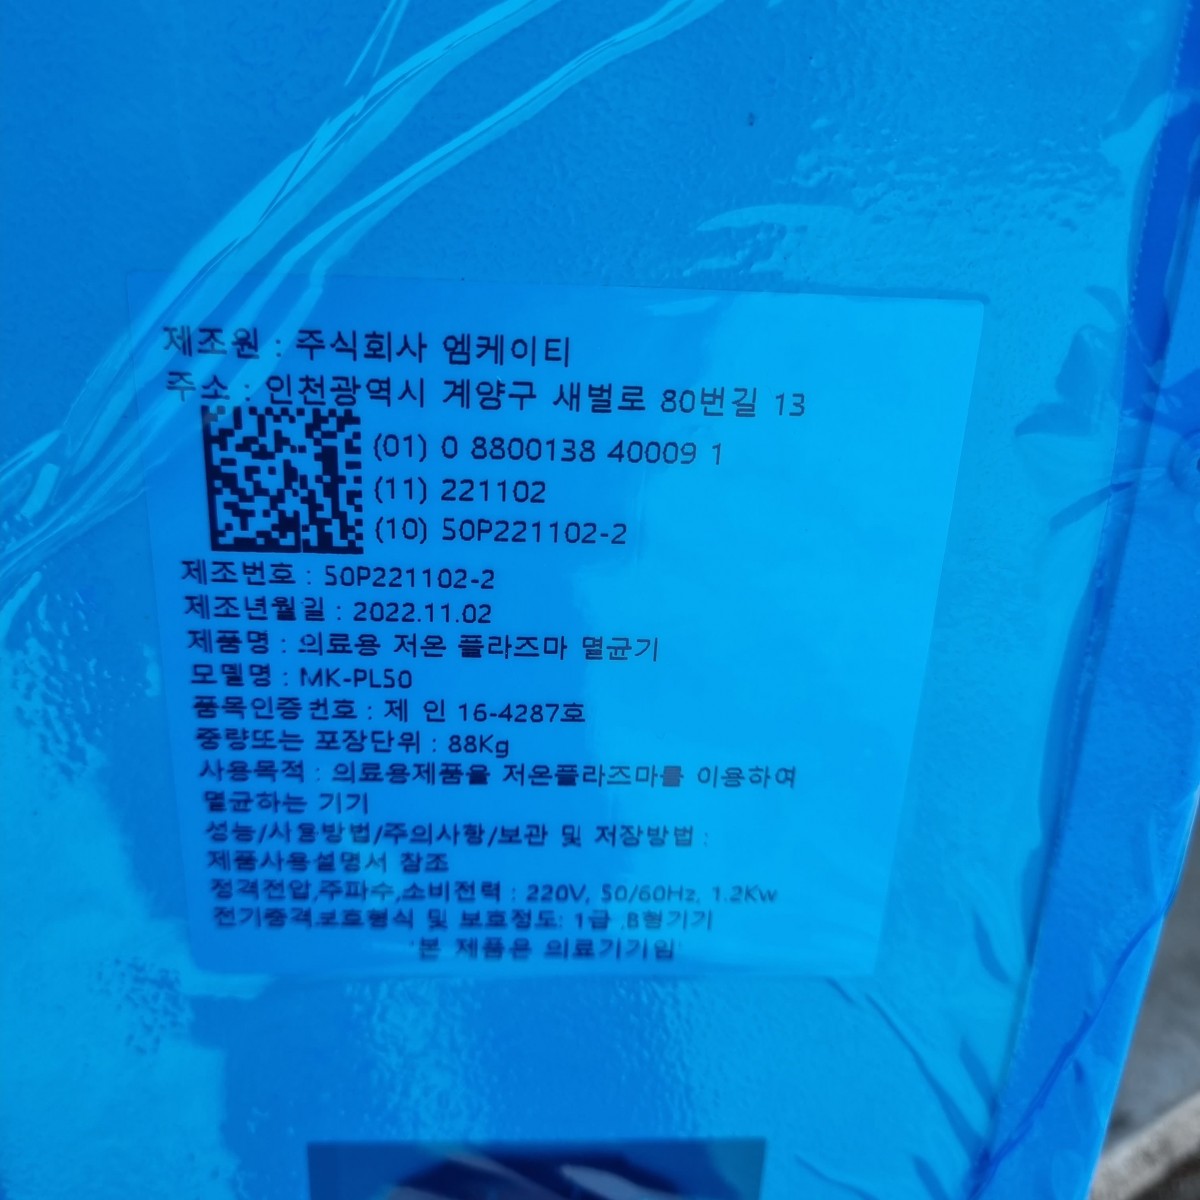 제조원 : 주식회사 엠케이티
주소 : 인천광역시 계양구 새벌로 80번길 13
(01) 0 8800138 40009 1
(11) 221102
(10) 50P221102-2
제조번호 : 50P221102-2
제조년월일 : 2022.11.02
제품명 : 의료용 저온 플라즈마 멸균기
모델명 : MK-PL50
품목인증번호 : 제 인 16-4287호
중량또는 포장단위 : 88Kg
사용목적 : 의료용제품을 저온플라즈마를 이용하여
멸균하는 기기
성능/사용방법/주의사항/보관 및 저장방법 :
제품사용설명서 참조
정격전압,주파수,소비전력 : 220V, 50/60Hz, 1.2Kw
전기충격보호형식 및 보호정도: 1급 ,B형기기
'본 제품은 의료기기임'